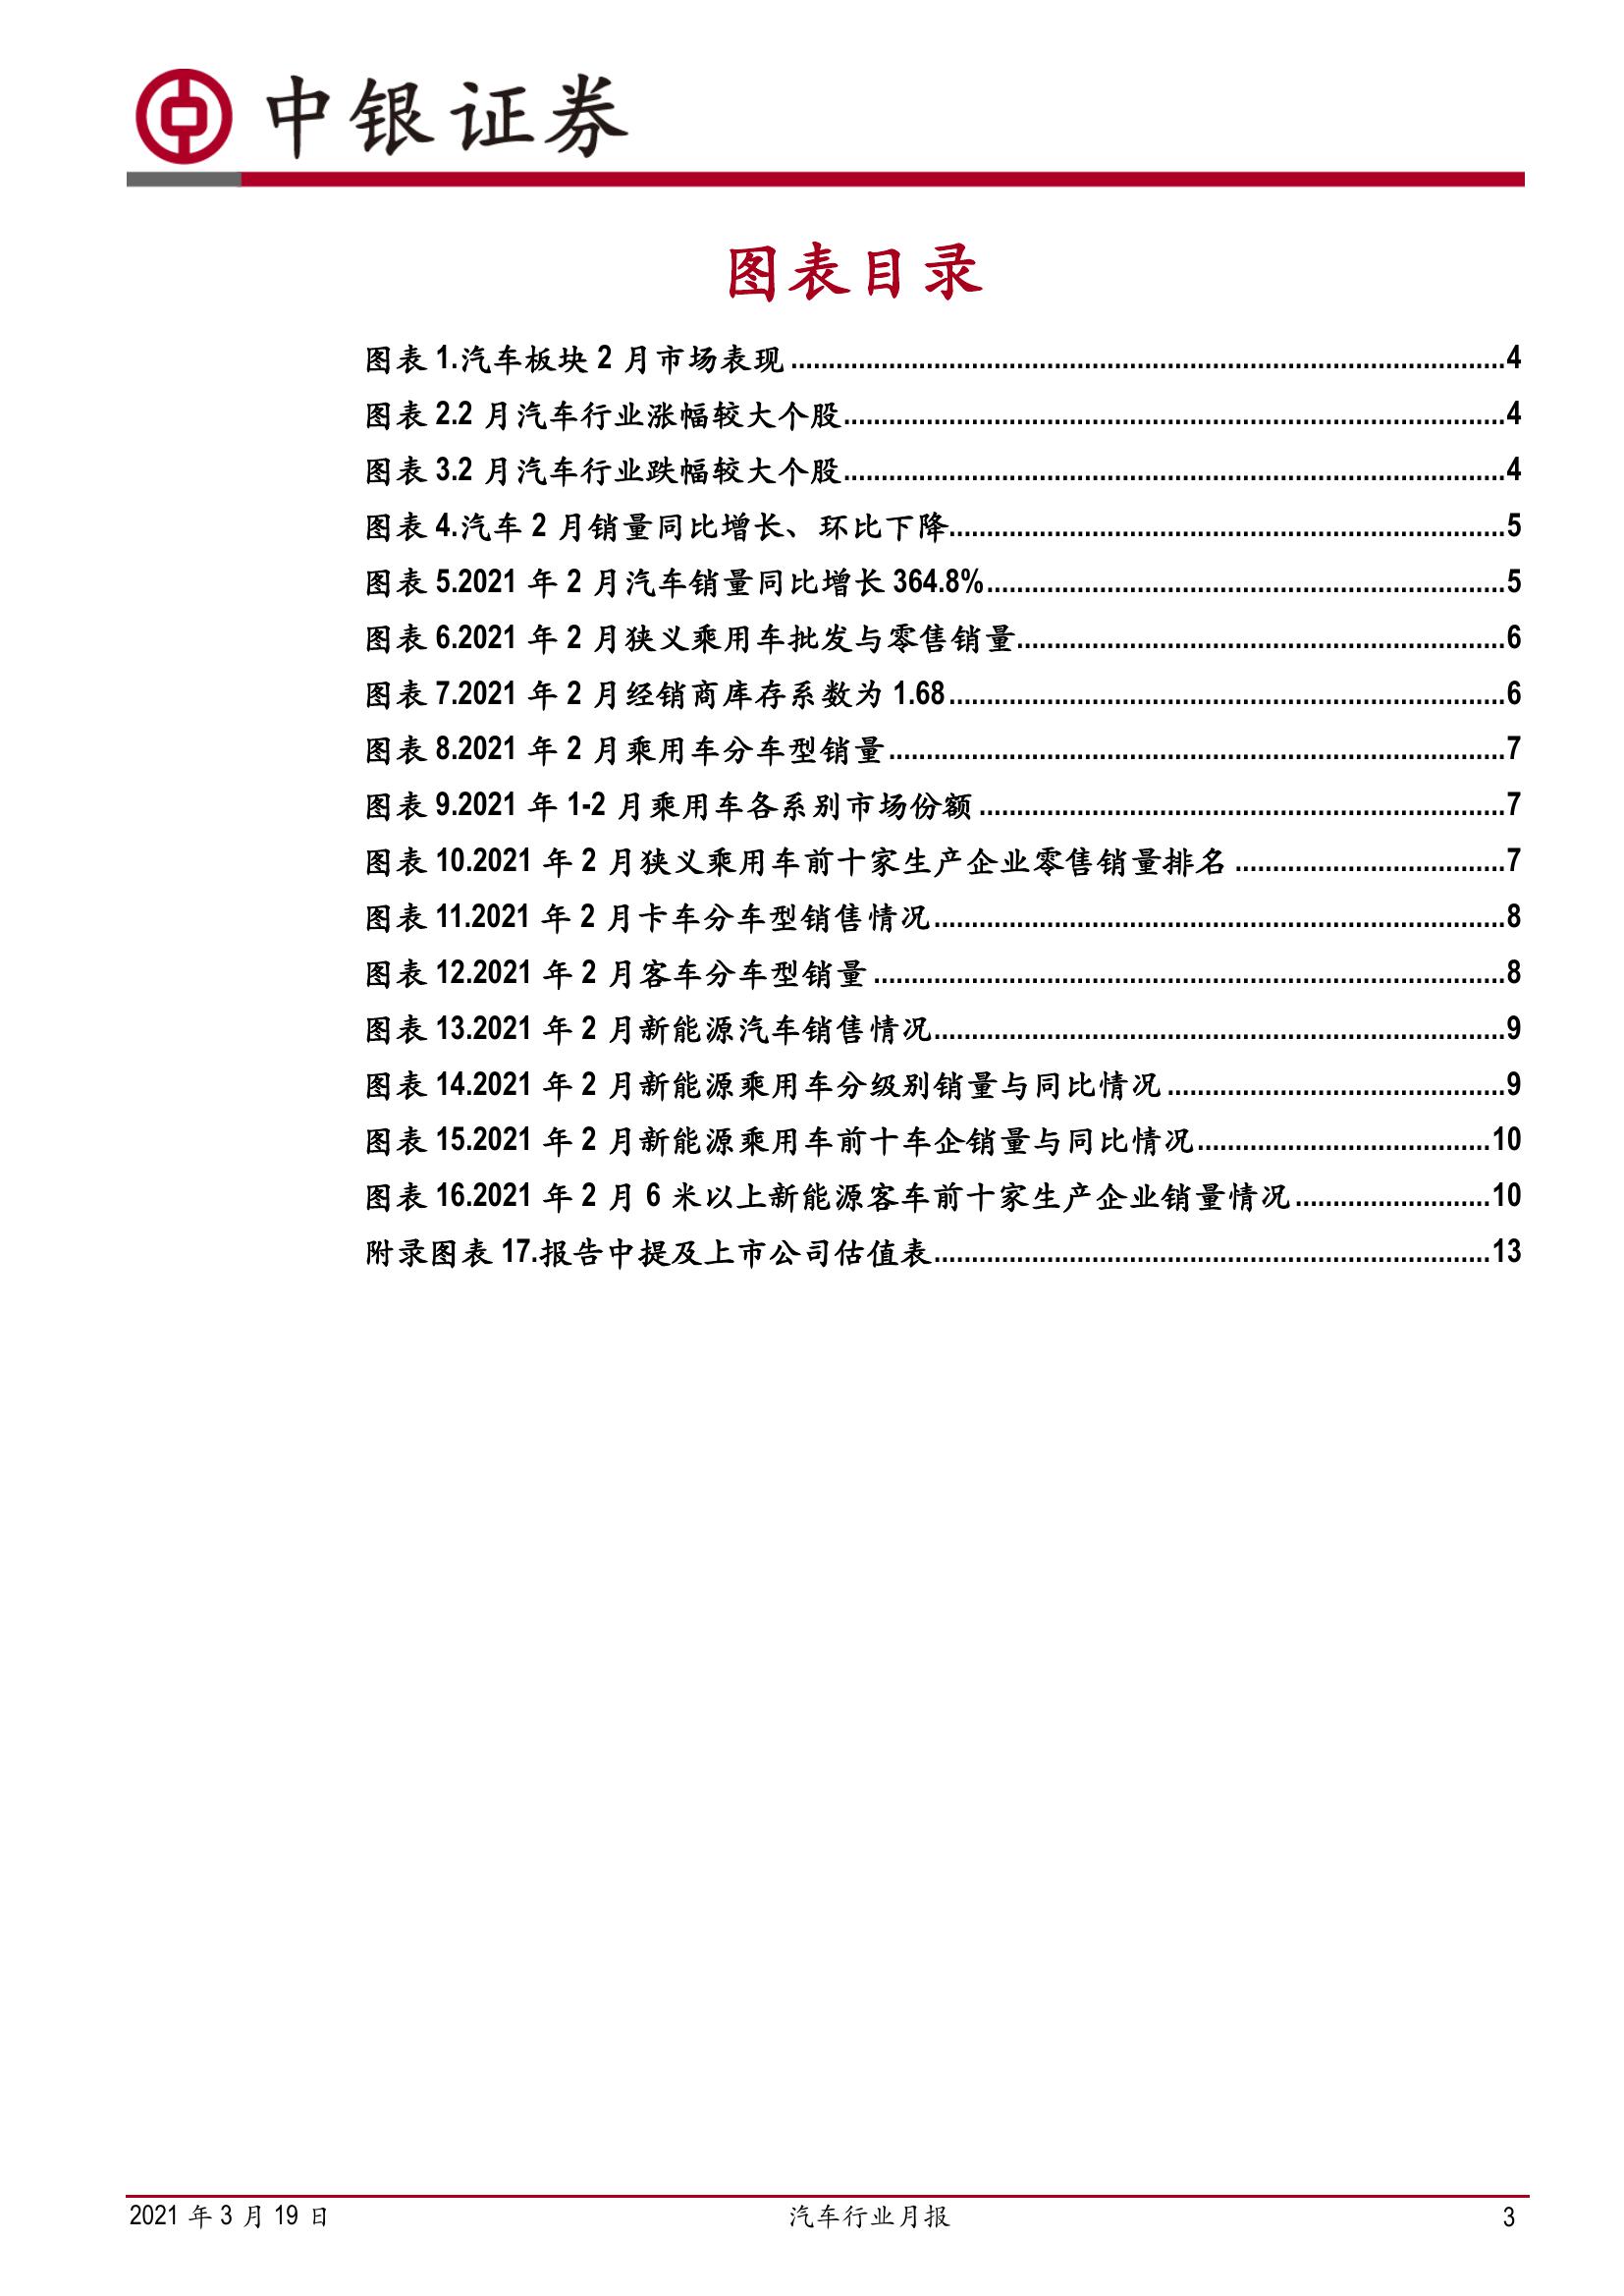 中银证券
图表目录
图表 1.汽车板块 2 月市场表现 ................................................................ 4
图表 2.2 月汽车行业涨幅较大个股 ................................................................ 4
图表 3.2 月汽车行业跌幅较大个股 ................................................................ 4
图表 4.汽车 2 月销量同比增长、环比下降 ................................................................ 5
图表 5.2021 年 2 月汽车销量同比增长 364.8% ................................................................ 5
图表 6.2021 年 2 月狭义乘用车批发与零售销量 ................................................................ 6
图表 7.2021 年 2 月经销商库存系数为 1.68 ................................................................ 6
图表 8.2021 年 2 月乘用车分车型销量 ................................................................ 7
图表 9.2021 年 1-2 月乘用车各系别市场份额 ................................................................ 7
图表 10.2021 年 2 月狭义乘用车前十家生产企业零售销量排名 .................................... 7
图表 11.2021 年 2 月卡车分车型销售情况 ................................................................ 8
图表 12.2021 年 2 月客车分车型销量 ................................................................ 8
图表 13.2021 年 2 月新能源汽车销售情况 ................................................................ 9
图表 14.2021 年 2 月新能源乘用车分级别销量与同比情况 ............................................ 9
图表 15.2021 年 2 月新能源乘用车前十车企销量与同比情况 ....................................... 10
图表 16.2021 年 2 月 6 米以上新能源客车前十家生产企业销量情况 .......................... 10
附录图表 17.报告中提及上市公司估值表 ................................................................ 13
2021 年 3 月 19 日
汽车行业月报
3